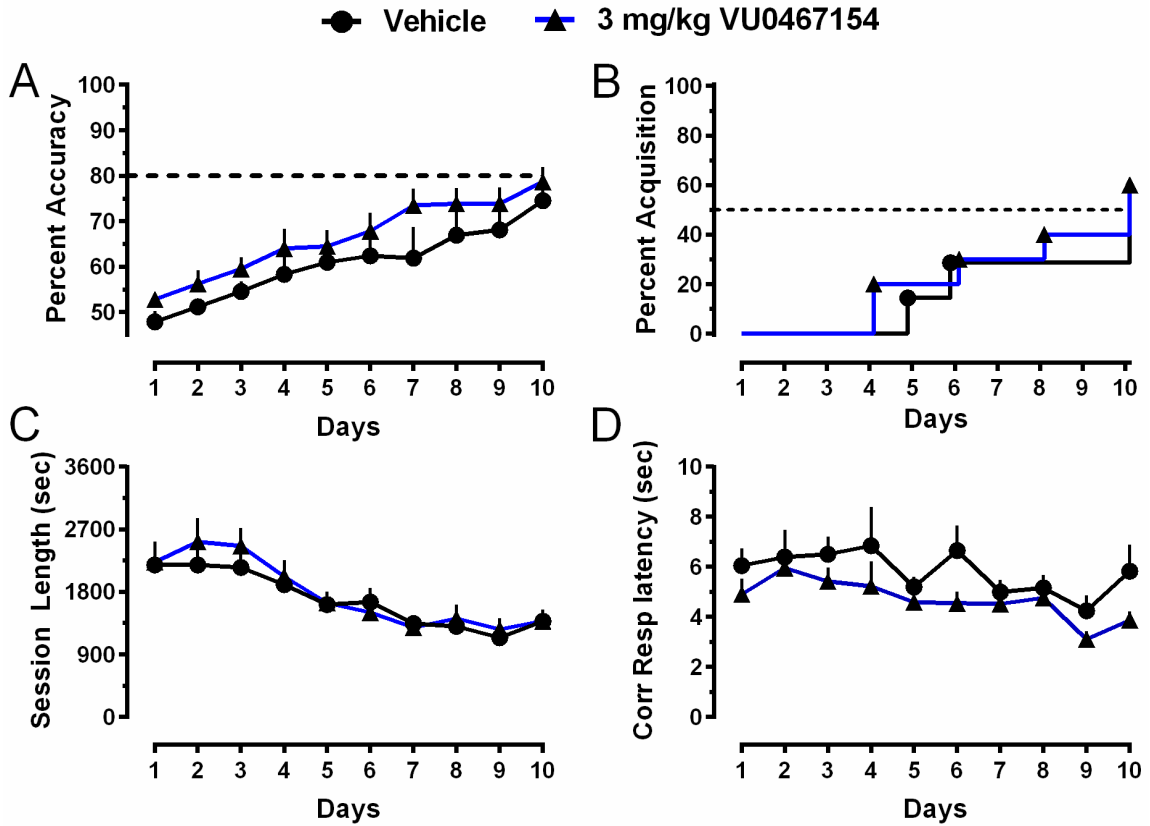 Vehicle
3 mg/kg VU0467154
A
Percent Accuracy
100
90
80
70
60
50
1 2 3 4 5 6 7 8 9 10
Days
B
Percent Acquisition
100
80
60
40
20
0
1 2 3 4 5 6 7 8 9 10
Days
C
Session Length (sec)
3600
2700
1800
900
0
1 2 3 4 5 6 7 8 9 10
Days
D
Corr Resp latency (sec)
10
8
6
4
2
0
1 2 3 4 5 6 7 8 9 10
Days